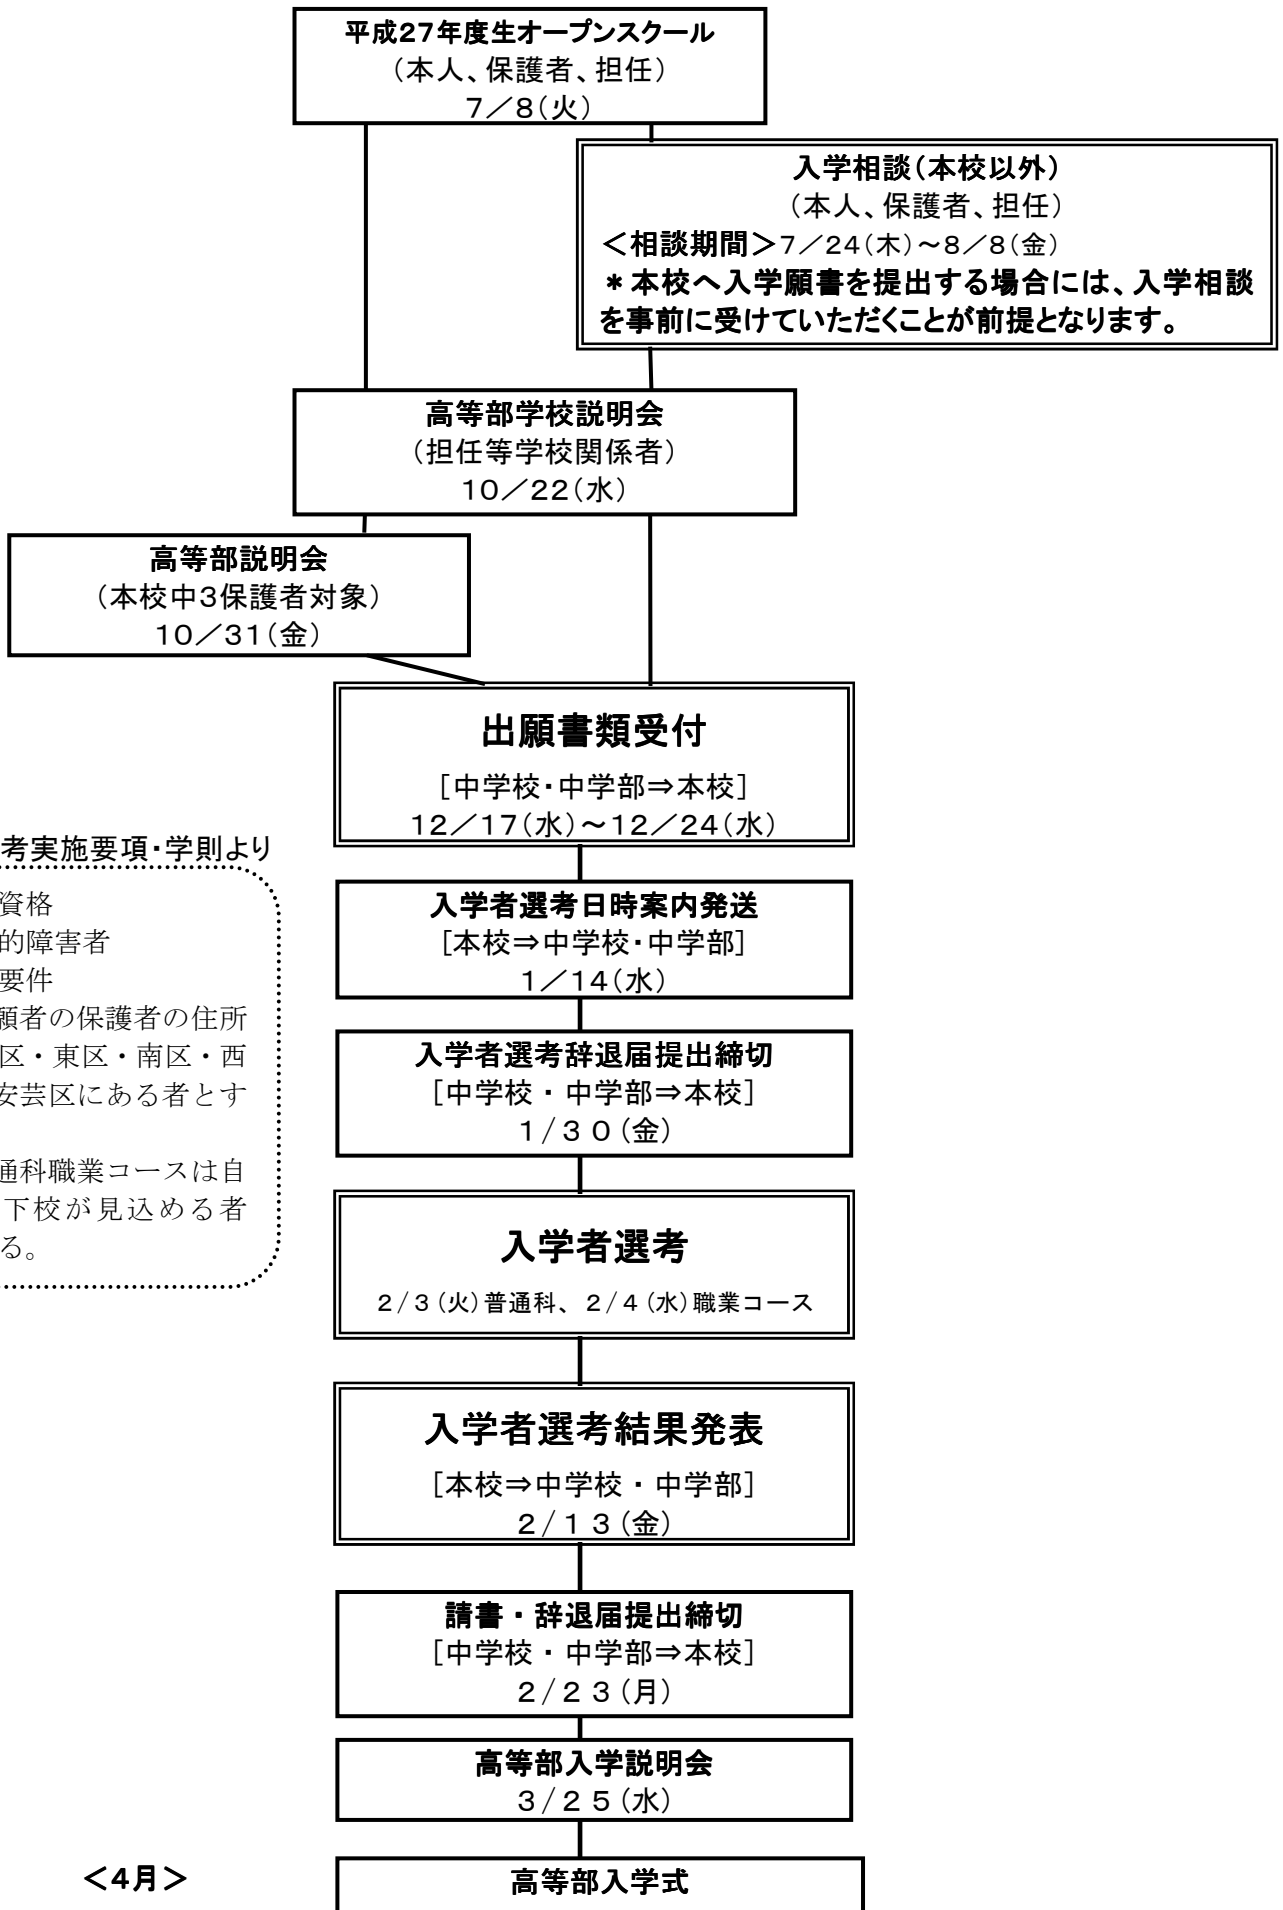 平成27年度生オープンスクール
（本人、保護者、担任）
7／8（火）
入学相談（本校以外）
（本人、保護者、担任）
＜相談期間＞7／24（木）～8／8（金）
＊本校へ入学願書を提出する場合には、入学相談
を事前に受けていただくことが前提となります。
高等部学校説明会
（担任等学校関係者）
10／22（水）
高等部説明会
（本校中3保護者対象）
10／31（金）
出願書類受付
［中学校・中学部⇒本校］
12／17（水）～12／24（水）
考実施要項・学則より
資格
的障害者
要件
願者の保護者の住所
区・東区・南区・西
安芸区にある者とす
通科職業コースは自
下校が見込める者
る。
入学者選考日時案内発送
［本校⇒中学校・中学部］
1／14（水）
入学者選考辞退届提出締切
［中学校・中学部⇒本校］
1/30（金）
入学者選考
2/3（火）普通科、2/4（水）職業コース
入学者選考結果発表
［本校⇒中学校・中学部］
2/13（金）
請書・辞退届提出締切
［中学校・中学部⇒本校］
2/23（月）
高等部入学説明会
3/25（水）
＜4月＞
高等部入学式